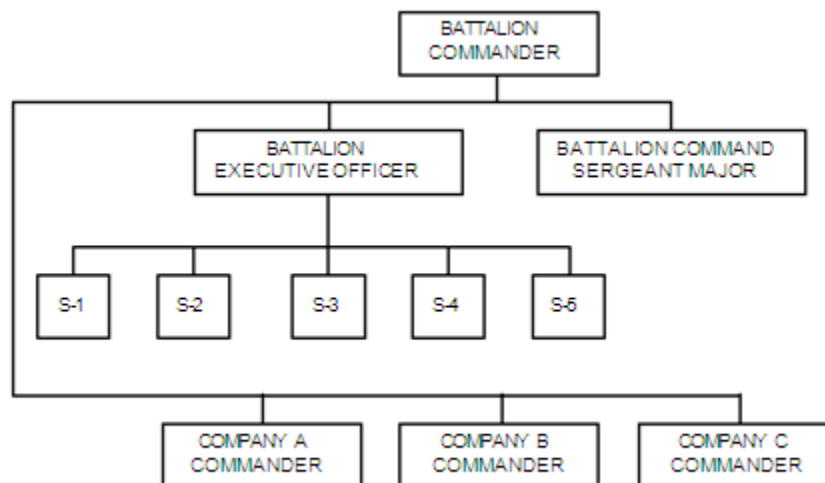 BATTALION
COMMANDER
BATTALION
EXECUTIVE OFFICER
BATTALION COMMAND
SERGEANT MAJOR
S-1
S-2
S-3
S-4
S-5
COMPANY A
COMMANDER
COMPANY B
COMMANDER
COMPANY C
COMMANDER